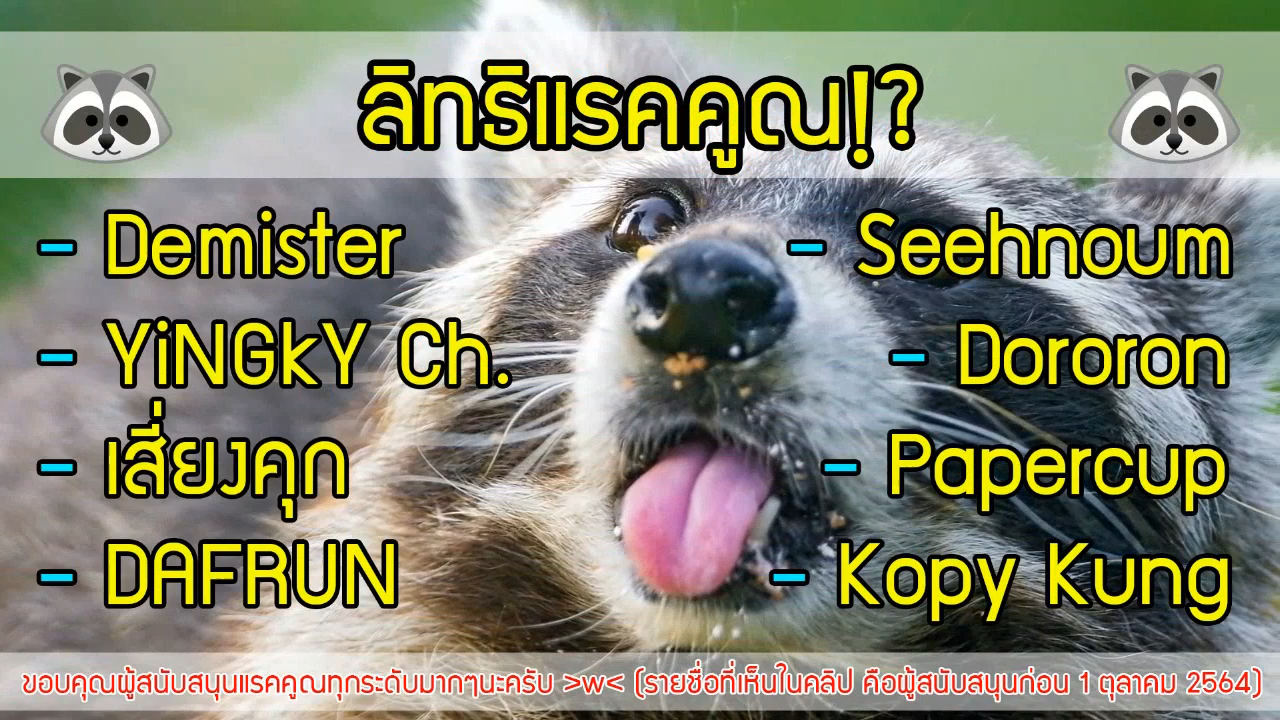 ลิทธิแรคคูณ!?
- Demister
- Seehnoum
- YiNGkY Ch.
- Dororon
- เสี่ยงคุก
- Papercup
- DAFRUN
- Kopy Kung
ขอบคุณผู้สนับสนุนแรคคูณทุกระดับมากๆนะครับ >w< (รายชื่อที่เห็นในคลิป คือผู้สนับสนุนก่อน 1 ตุลาคม 2564)